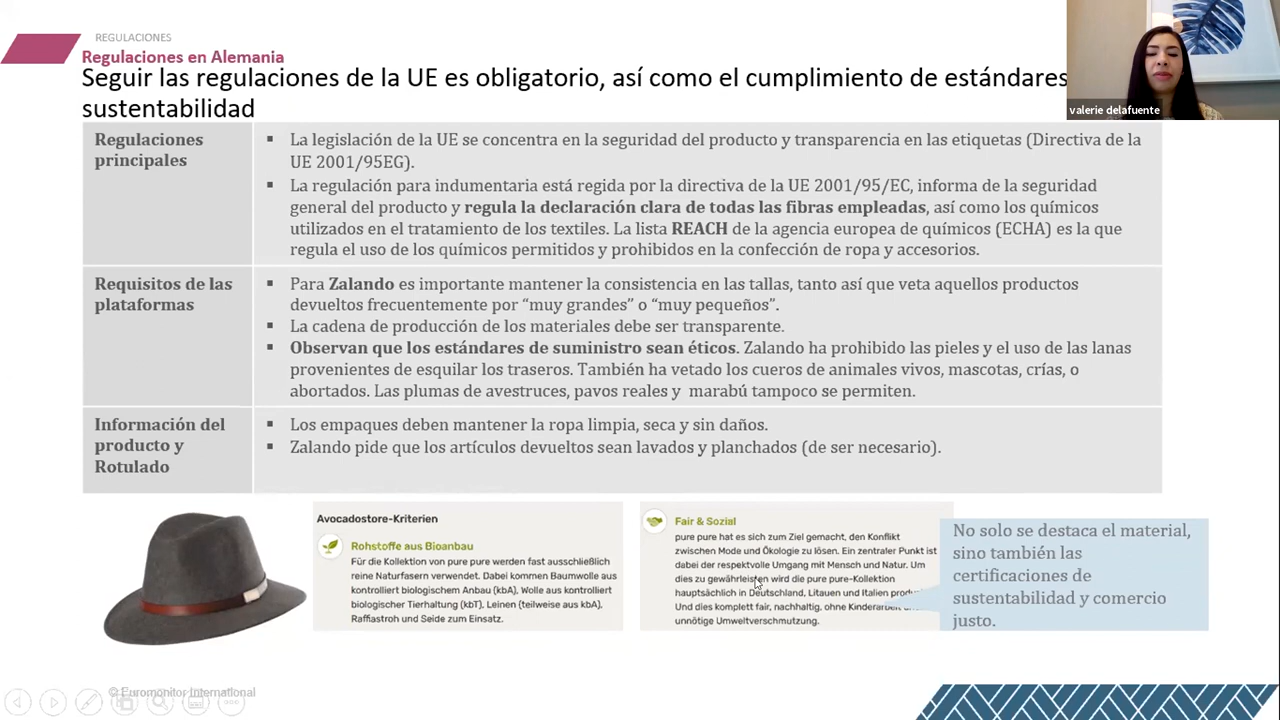 REGULACIONES
Regulaciones en Alemania
Seguir las regulaciones de la UE es obligatorio, así como el cumplimiento de estándares
sustentabilidad
valerie delafuente
Regulaciones
principales
▪ La legislación de la UE se concentra en la seguridad del producto y transparencia en las etiquetas (Directiva de la
UE 2001/95EG).
▪ La regulación para indumentaria está regida por la directiva de la UE 2001/95/EC, informa de la seguridad
general del producto y regula la declaración clara de todas las fibras empleadas, así como los químicos
utilizados en el tratamiento de los textiles. La lista REACH de la agencia europea de químicos (ECHA) es la que
regula el uso de los químicos permitidos y prohibidos en la confección de ropa y accesorios.
Requisitos de las
plataformas
▪ Para Zalando es importante mantener la consistencia en las tallas, tanto así que veta aquellos productos
devueltos frecuentemente por “muy grandes” o “muy pequeños”.
▪ La cadena de producción de los materiales debe ser transparente.
▪ Observan que los estándares de suministro sean éticos. Zalando ha prohibido las pieles y el uso de las lanas
provenientes de esquilar los traseros. También ha vetado los cueros de animales vivos, mascotas, crías, o
abortados. Las plumas de avestruces, pavos reales y marabú tampoco se permiten.
Información del
producto y
Rotulado
▪ Los empaques deben mantener la ropa limpia, seca y sin daños.
▪ Zalando pide que los artículos devueltos sean lavados y planchados (de ser necesario).
Avocadostore-Kriterien
Rohstoffe aus Bioanbau
Für die Kollektion von pure pure werden fast ausschließlich
reine Naturfasern verwendet. Dabei kommen Baumwolle aus
kontrolliert biologischem Anbau (kbA), Wolle aus kontrolliert
biologischer Tierhaltung (kbT), Leinen (teilweise aus kbA),
Raffiastroh und Seide zum Einsatz.
Fair & Sozial
pure pure hat es sich zum Ziel gemacht, den Konflikt
zwischen Mode und Ökologie zu lösen. Ein zentraler Punkt ist
dabei der respektvolle Umgang mit Mensch und Natur. Um
dies zu gewährleisten wird die pure pure-Kollektion
hauptsächlich in Deutschland, Litauen und Italien
Und dies komplett fair, nachhaltig, ohne
unnötige Umweltverschmutzung.
No solo se destaca el material,
sino también las
certificaciones de
sustentabilidad y comercio
justo.
© Euromonitor International